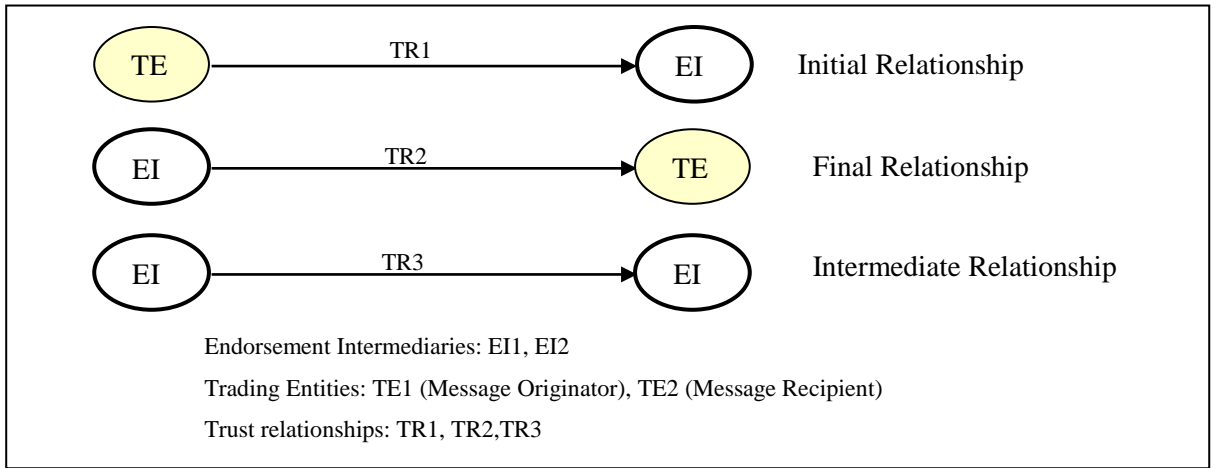 TE TR1 EI Initial Relationship
EI TR2 TE Final Relationship
EI TR3 EI Intermediate Relationship
Endorsement Intermediaries: EI1, EI2
Trading Entities: TE1 (Message Originator), TE2 (Message Recipient)
Trust relationships: TR1, TR2,TR3